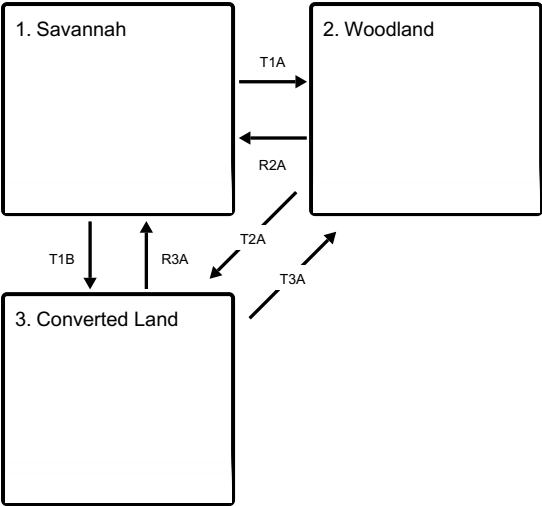 1. Savannah
2. Woodland
T1A
R2A
T2A
T1B
R3A
T3A
3. Converted Land